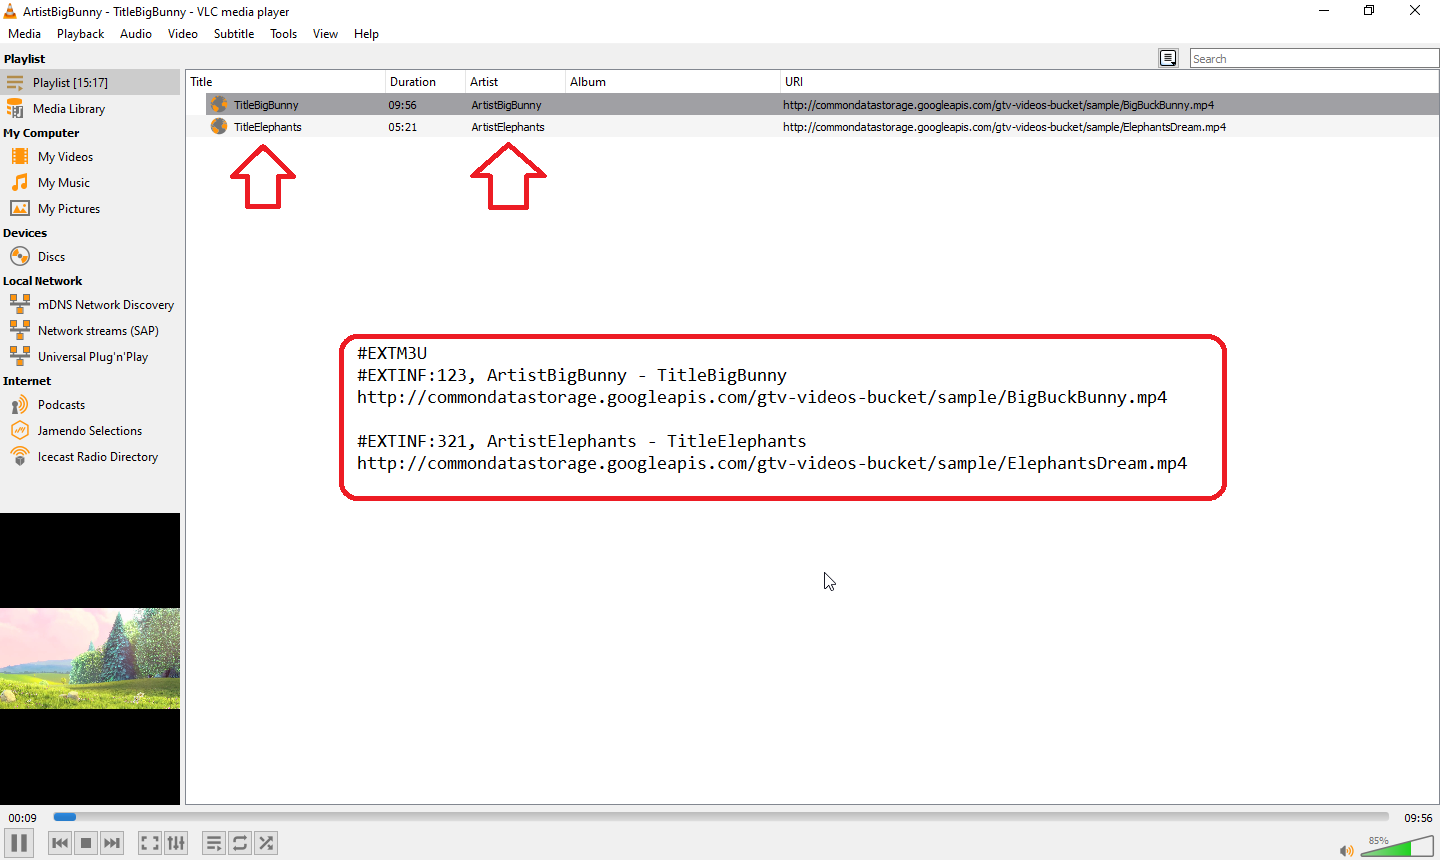 ArtistBigBunny - TitleBigBunny - VLC media player
Media Playback Audio Video Subtitle Tools View Help
Playlist
Search
Playlist [15:17]
Media Library
My Computer
My Videos
My Music
My Pictures
Devices
Discs
Local Network
mDNS Network Discovery
Network streams (SAP)
Universal Plug'n'Play
Internet
Podcasts
Jamendo Selections
Icecast Radio Directory
Title Duration Artist Album URI
TitleBigBunny 09:56 ArtistBigBunny http://commondatastorage.googleapis.com/gtv-videos-bucket/sample/BigBuckBunny.mp4
TitleElephants 05:21 ArtistElephants http://commondatastorage.googleapis.com/gtv-videos-bucket/sample/ElephantsDream.mp4
#EXTM3U
#EXTINF:123, ArtistBigBunny - TitleBigBunny
http://commondatastorage.googleapis.com/gtv-videos-bucket/sample/BigBuckBunny.mp4
#EXTINF:321, ArtistElephants - TitleElephants
http://commondatastorage.googleapis.com/gtv-videos-bucket/sample/ElephantsDream.mp4
00:09 09:56
85%